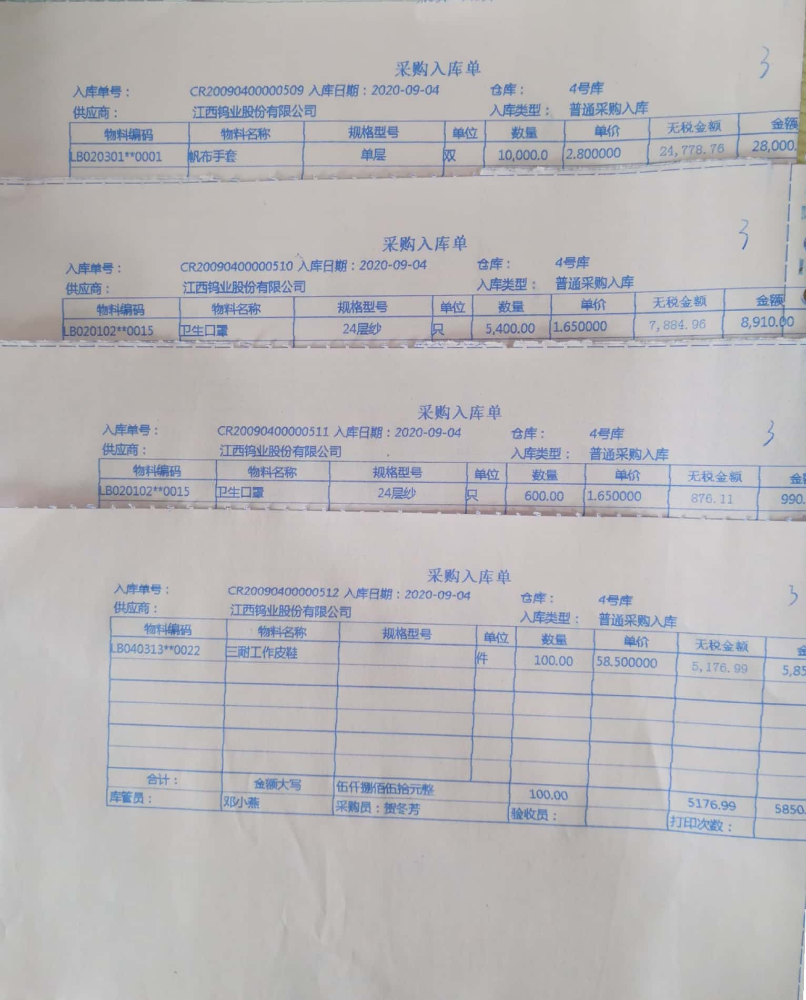 采购入库单
3
入库单号： CR20090400000509 入库日期：2020-09-04 仓库： 4号库
供应商： 江西钨业股份有限公司 入库类型： 普通采购入库
物料编码 物料名称 规格型号 单位 数量 单价 无税金额 金额
LB020301**0001 帆布手套 单层 双 10,000.0 2.800000 24,778.76 28,000.
采购入库单
3
入库单号： CR20090400000510 入库日期：2020-09-04 仓库： 4号库
供应商： 江西钨业股份有限公司 入库类型： 普通采购入库
物料编码 物料名称 规格型号 单位 数量 单价 无税金额 金额
LB020102**0015 卫生口罩 24层纱 只 5,400.00 1.650000 7,884.96 8,910.00
采购入库单
3
入库单号： CR20090400000511 入库日期：2020-09-04 仓库： 4号库
供应商： 江西钨业股份有限公司 入库类型： 普通采购入库
物料编码 物料名称 规格型号 单位 数量 单价 无税金额 金
LB020102**0015 卫生口罩 24层纱 只 600.00 1.650000 876.11 990.
采购入库单
3
入库单号： CR20090400000512 入库日期：2020-09-04 仓库： 4号库
供应商： 江西钨业股份有限公司 入库类型： 普通采购入库
物料编码 物料名称 规格型号 单位 数量 单价 无税金额 金
LB040313**0022 三耐工作皮鞋 件 100.00 58.500000 5,176.99 5,85
合计： 金额大写 伍仟捌佰伍拾元整 100.00 5176.99 5850.
库管员： 邓小燕 采购员：贺冬芳 验收员： 打印次数：